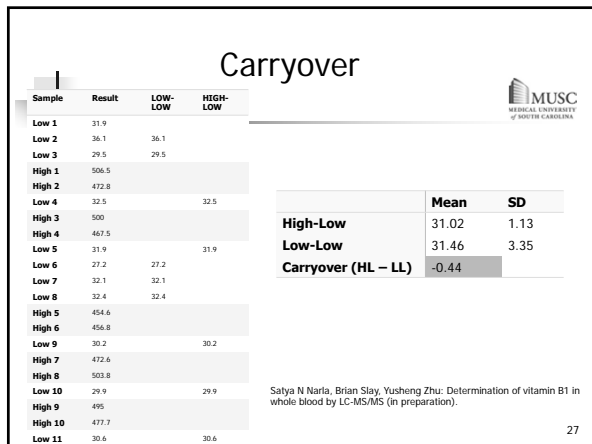 Carryover
MUSC
MEDICAL UNIVERSITY
of SOUTH CAROLINA
Sample Result LOW-LOW HIGH-LOW
Low 1 31.9
Low 2 36.1 36.1
Low 3 29.5 29.5
High 1 506.5
High 2 472.8
Low 4 32.5 32.5
High 3 500
High 4 467.5
Low 5 31.9 31.9
Low 6 27.2 27.2
Low 7 32.1 32.1
Low 8 32.4 32.4
High 5 454.6
High 6 456.8
Low 9 30.2 30.2
High 7 472.6
High 8 503.8
Low 10 29.9 29.9
High 9 495
High 10 477.7
Low 11 30.6 30.6
Mean SD
High-Low 31.02 1.13
Low-Low 31.46 3.35
Carryover (HL – LL) -0.44
Satya N Narla, Brian Slay, Yusheng Zhu: Determination of vitamin B1 in
whole blood by LC-MS/MS (in preparation).
27